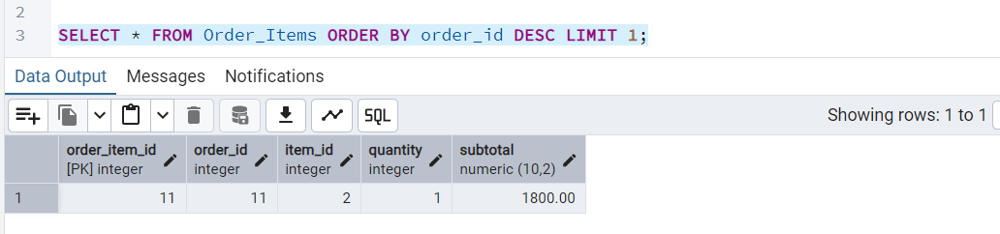 2
3 SELECT * FROM Order_Items ORDER BY order_id DESC LIMIT 1;
Data Output Messages Notifications
SQL Showing rows: 1 to 1
order_item_id order_id item_id quantity subtotal
[PK] integer integer integer integer numeric (10,2)
1 11 11 2 1 1800.00